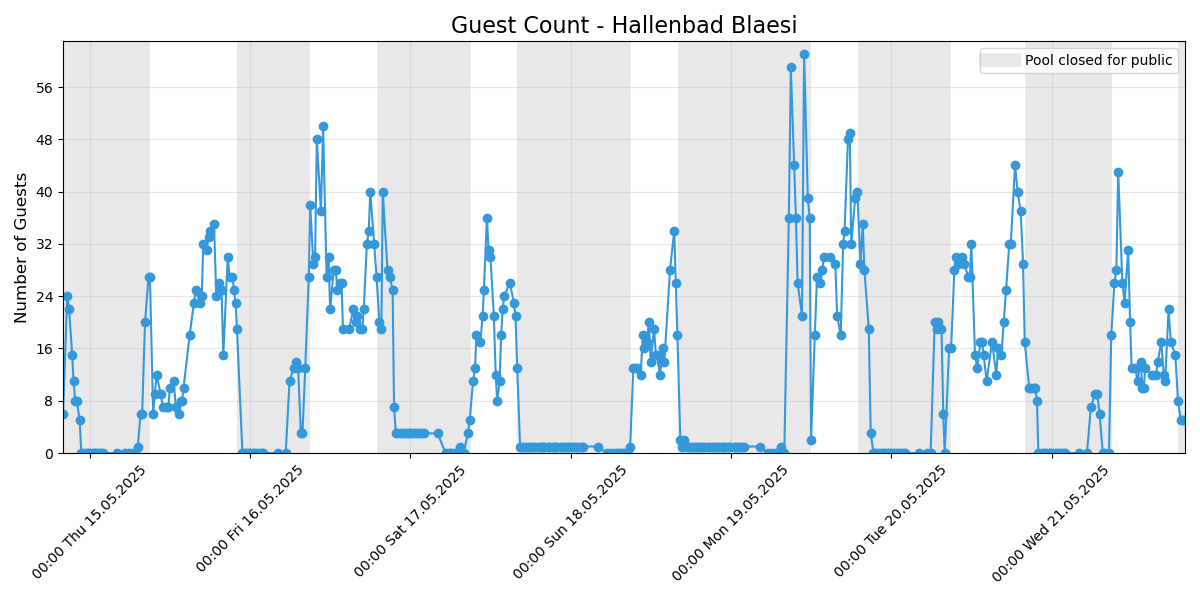 Guest Count - Hallenbad Blaesi
Pool closed for public
Number of Guests
56
48
40
32
24
16
8
0
00:00 Thu 15.05.2025
00:00 Fri 16.05.2025
00:00 Sat 17.05.2025
00:00 Sun 18.05.2025
00:00 Mon 19.05.2025
00:00 Tue 20.05.2025
00:00 Wed 21.05.2025